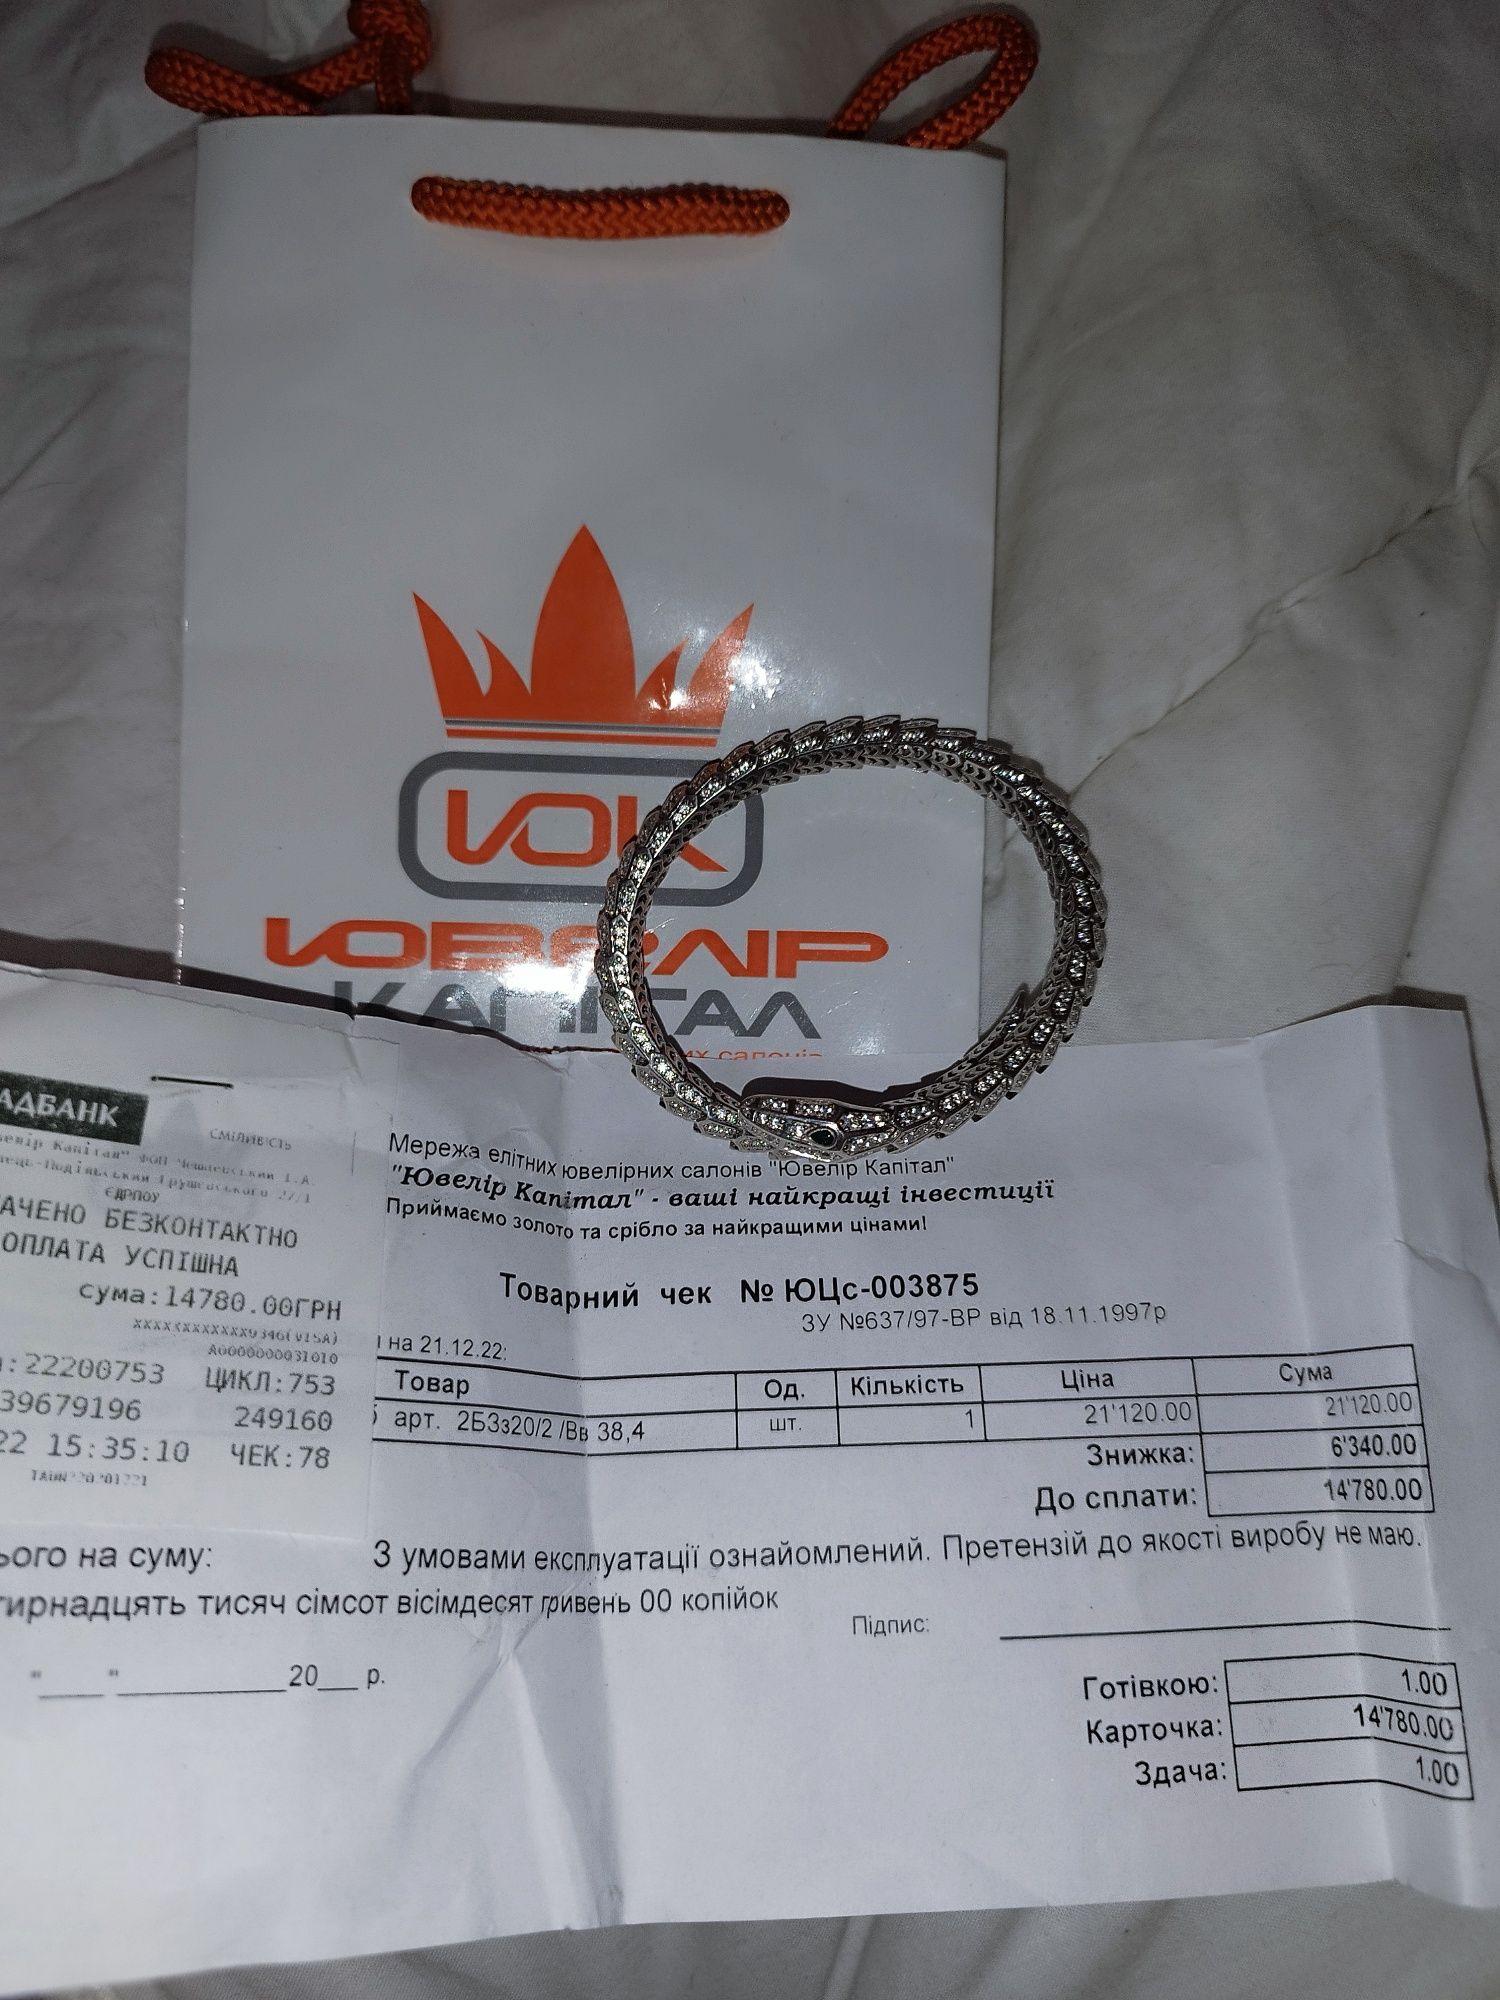 ЮК
ЮВЕЛІР
КАПІТАЛ
их салонів
АДБАНК
СМІЛИВІСТЬ
ЄДРПОУ
АЧЕНО БЕЗКОНТАКТНО
ОПЛАТА УСПІШНА
сума:14780.00ГРН
A0000000031010
:22200753 ЦИКЛ:753
39679196 249160
22 15:35:10 ЧЕК:78
Мережа елітних ювелірних салонів "Ювелір Капітал"
"Ювелір Капітал" - ваші найкращі інвестиції
Приймаємо золото та срібло за найкращими цінами!
Товарний чек № ЮЦс-003875
ЗУ №637/97-ВР від 18.11.1997р
на 21.12.22:
Товар Од. Кількість Ціна Сума
арт. 2БЗз20/2 /Вв 38,4 шт. 1 21'120.00 21'120.00
Знижка: 6'340.00
До сплати: 14'780.00
ього на суму: З умовами експлуатації ознайомлений. Претензій до якості виробу не маю.
тирнадцять тисяч сімсот вісімдесят гривень 00 копійок
Підпис:
"____"____________20___ р.
Готівкою: 1.00
Карточка: 14'780.00
Здача: 1.00